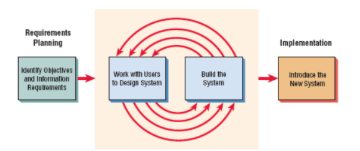 Requirements
Planning
Implementation
Identify Objectives
and Information
Requirements
Work with Users
to Design System
Build the
System
Introduce the
New System